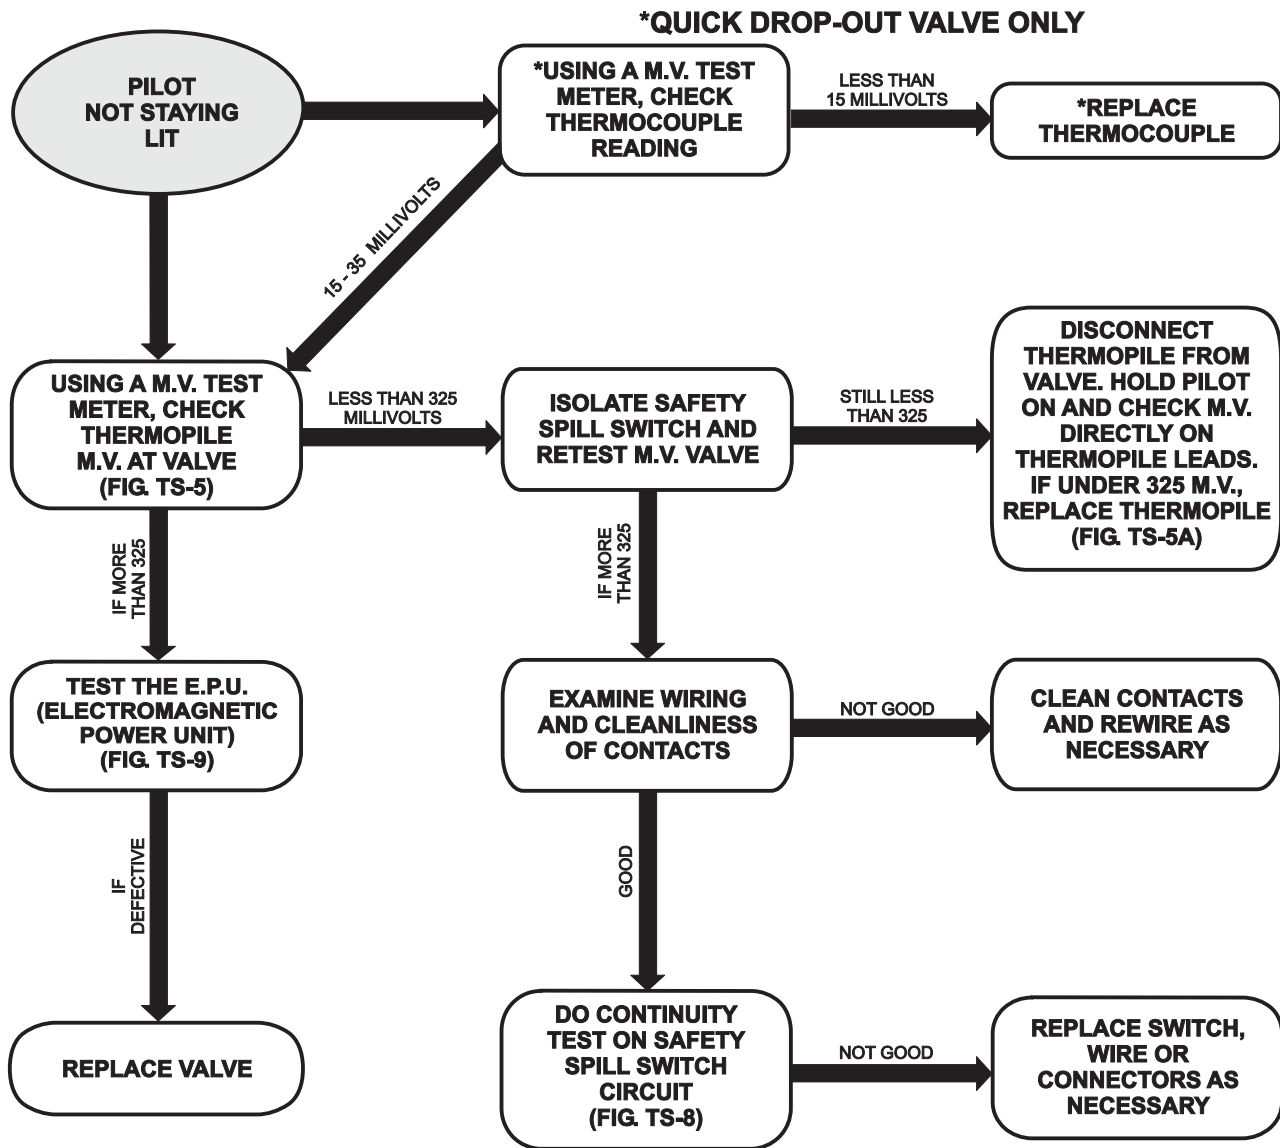 *QUICK DROP-OUT VALVE ONLY
PILOT
NOT STAYING
LIT
*USING A M.V. TEST
METER, CHECK
THERMOCOUPLE
READING
LESS THAN
15 MILLIVOLTS
*REPLACE
THERMOCOUPLE
15 - 35 MILLIVOLTS
USING A M.V. TEST
METER, CHECK
THERMOPILE
M.V. AT VALVE
(FIG. TS-5)
LESS THAN 325
MILLIVOLTS
ISOLATE SAFETY
SPILL SWITCH AND
RETEST M.V. VALVE
STILL LESS
THAN 325
DISCONNECT
THERMOPILE FROM
VALVE. HOLD PILOT
ON AND CHECK M.V.
DIRECTLY ON
THERMOPILE LEADS.
IF UNDER 325 M.V.,
REPLACE THERMOPILE
(FIG. TS-5A)
IF MORE
THAN 325
IF MORE
THAN 325
TEST THE E.P.U.
(ELECTROMAGNETIC
POWER UNIT)
(FIG. TS-9)
EXAMINE WIRING
AND CLEANLINESS
OF CONTACTS
NOT GOOD
CLEAN CONTACTS
AND REWIRE AS
NECESSARY
IF
DEFECTIVE
GOOD
REPLACE VALVE
DO CONTINUITY
TEST ON SAFETY
SPILL SWITCH
CIRCUIT
(FIG. TS-8)
NOT GOOD
REPLACE SWITCH,
WIRE OR
CONNECTORS AS
NECESSARY